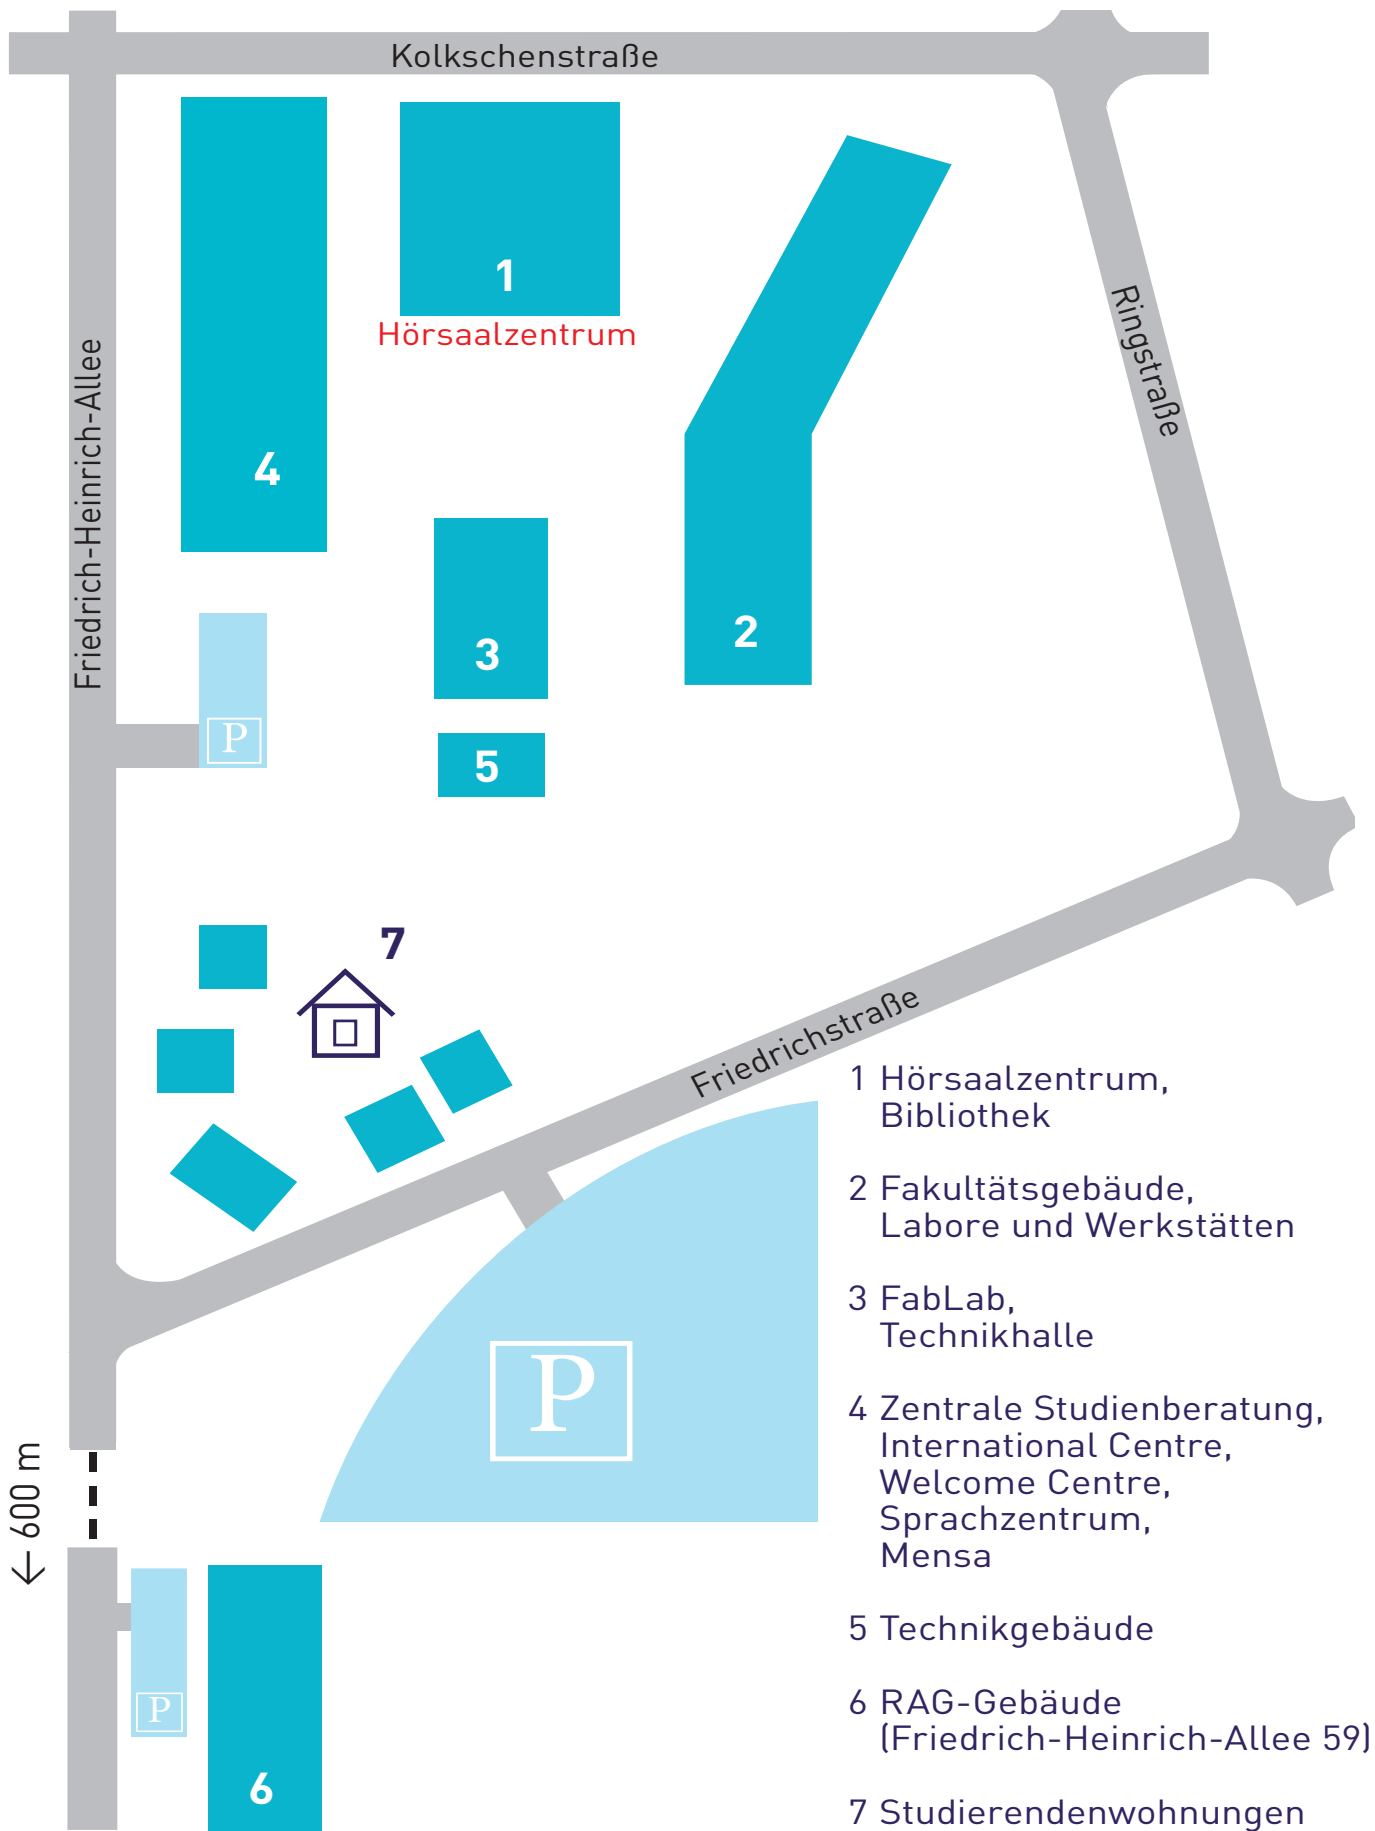 Kolkschenstraße
1
Hörsaalzentrum
Ringstraße
Friedrich-Heinrich-Allee
4
3
2
P
5
7
Friedrichstraße
P
← 600 m
P
6
1 Hörsaalzentrum,
Bibliothek
2 Fakultätsgebäude,
Labore und Werkstätten
3 FabLab,
Technikhalle
4 Zentrale Studienberatung,
International Centre,
Welcome Centre,
Sprachzentrum,
Mensa
5 Technikgebäude
6 RAG-Gebäude
(Friedrich-Heinrich-Allee 59)
7 Studierendenwohnungen